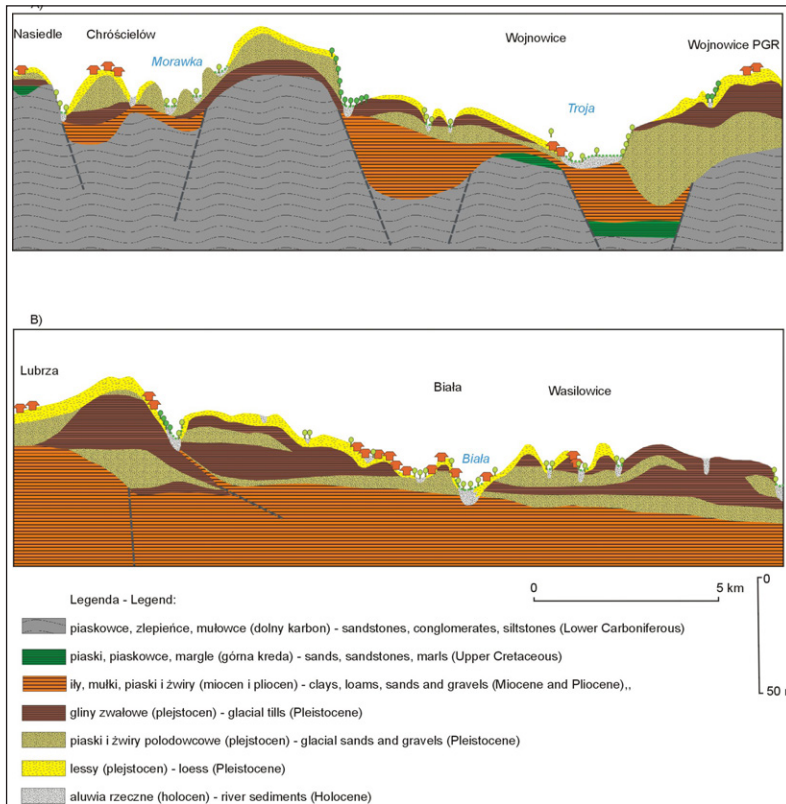 A)
Nasiedle Chróścielów Wojnowice Wojnowice PGR
Morawka
Troja
B)
Lubrza Biała Wasiłowice
Biała
Legenda - Legend:
0 5 km
0
piaskowce, zlepieńce, mułowce (dolny karbon) - sandstones, conglomerates, siltstones (Lower Carboniferous)
piaski, piaskowce, margle (górna kreda) - sands, sandstones, marls (Upper Cretaceous)
iły, mułki, piaski i żwiry (miocen i pliocen) - clays, loams, sands and gravels (Miocene and Pliocene),,
50 m
gliny zwałowe (plejstocen) - glacial tills (Pleistocene)
piaski i żwiry polodowcowe (plejstocen) - glacial sands and gravels (Pleistocene)
lessy (plejstocen) - loess (Pleistocene)
aluwia rzeczne (holocen) - river sediments (Holocene)